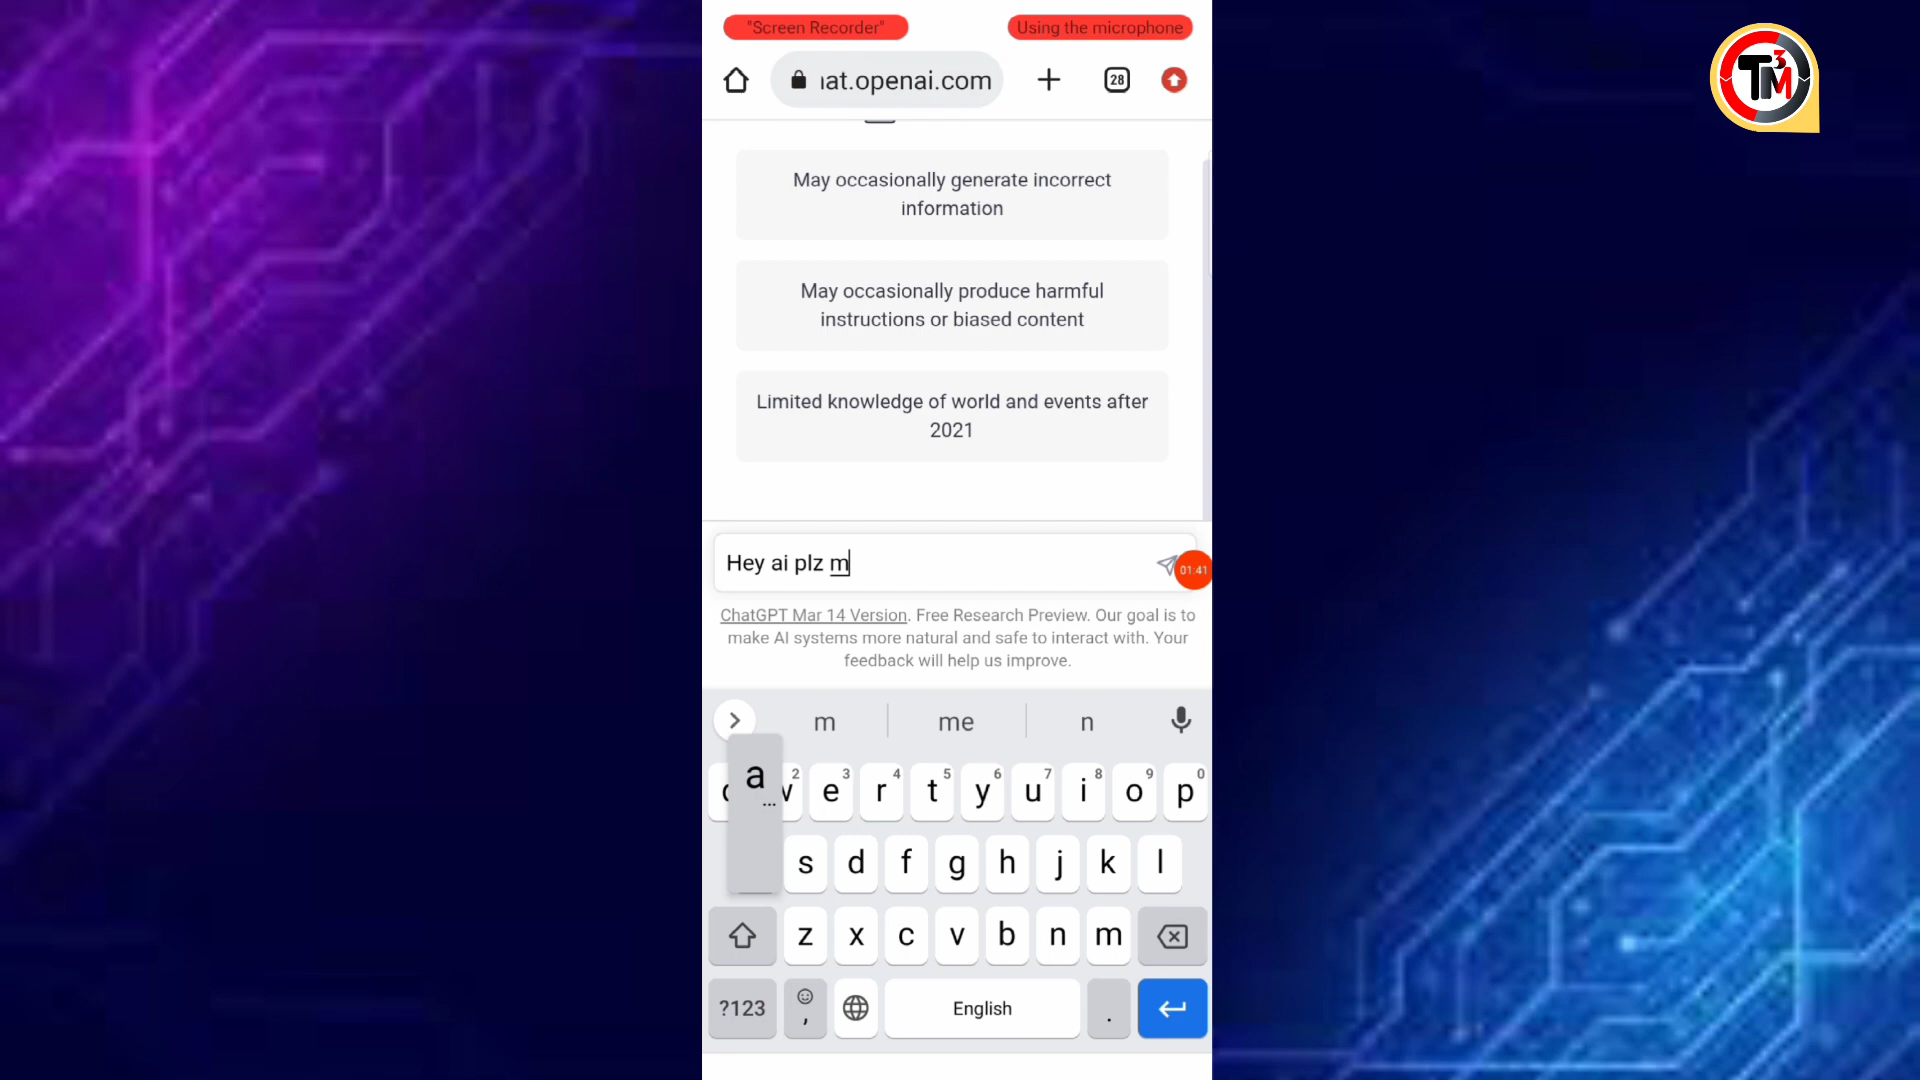 "Screen Recorder" Using the microphone
at.openai.com 28
T3M
May occasionally generate incorrect
information
May occasionally produce harmful
instructions or biased content
Limited knowledge of world and events after
2021
Hey ai plz m
01:41
ChatGPT Mar 14 Version. Free Research Preview. Our goal is to
make AI systems more natural and safe to interact with. Your
feedback will help us improve.
m me n
a... 2 e 3 r 4 t 5 y 6 u 7 i 8 o 9 p 0
s d f g h j k l
z x c v b n m
?123 , English .